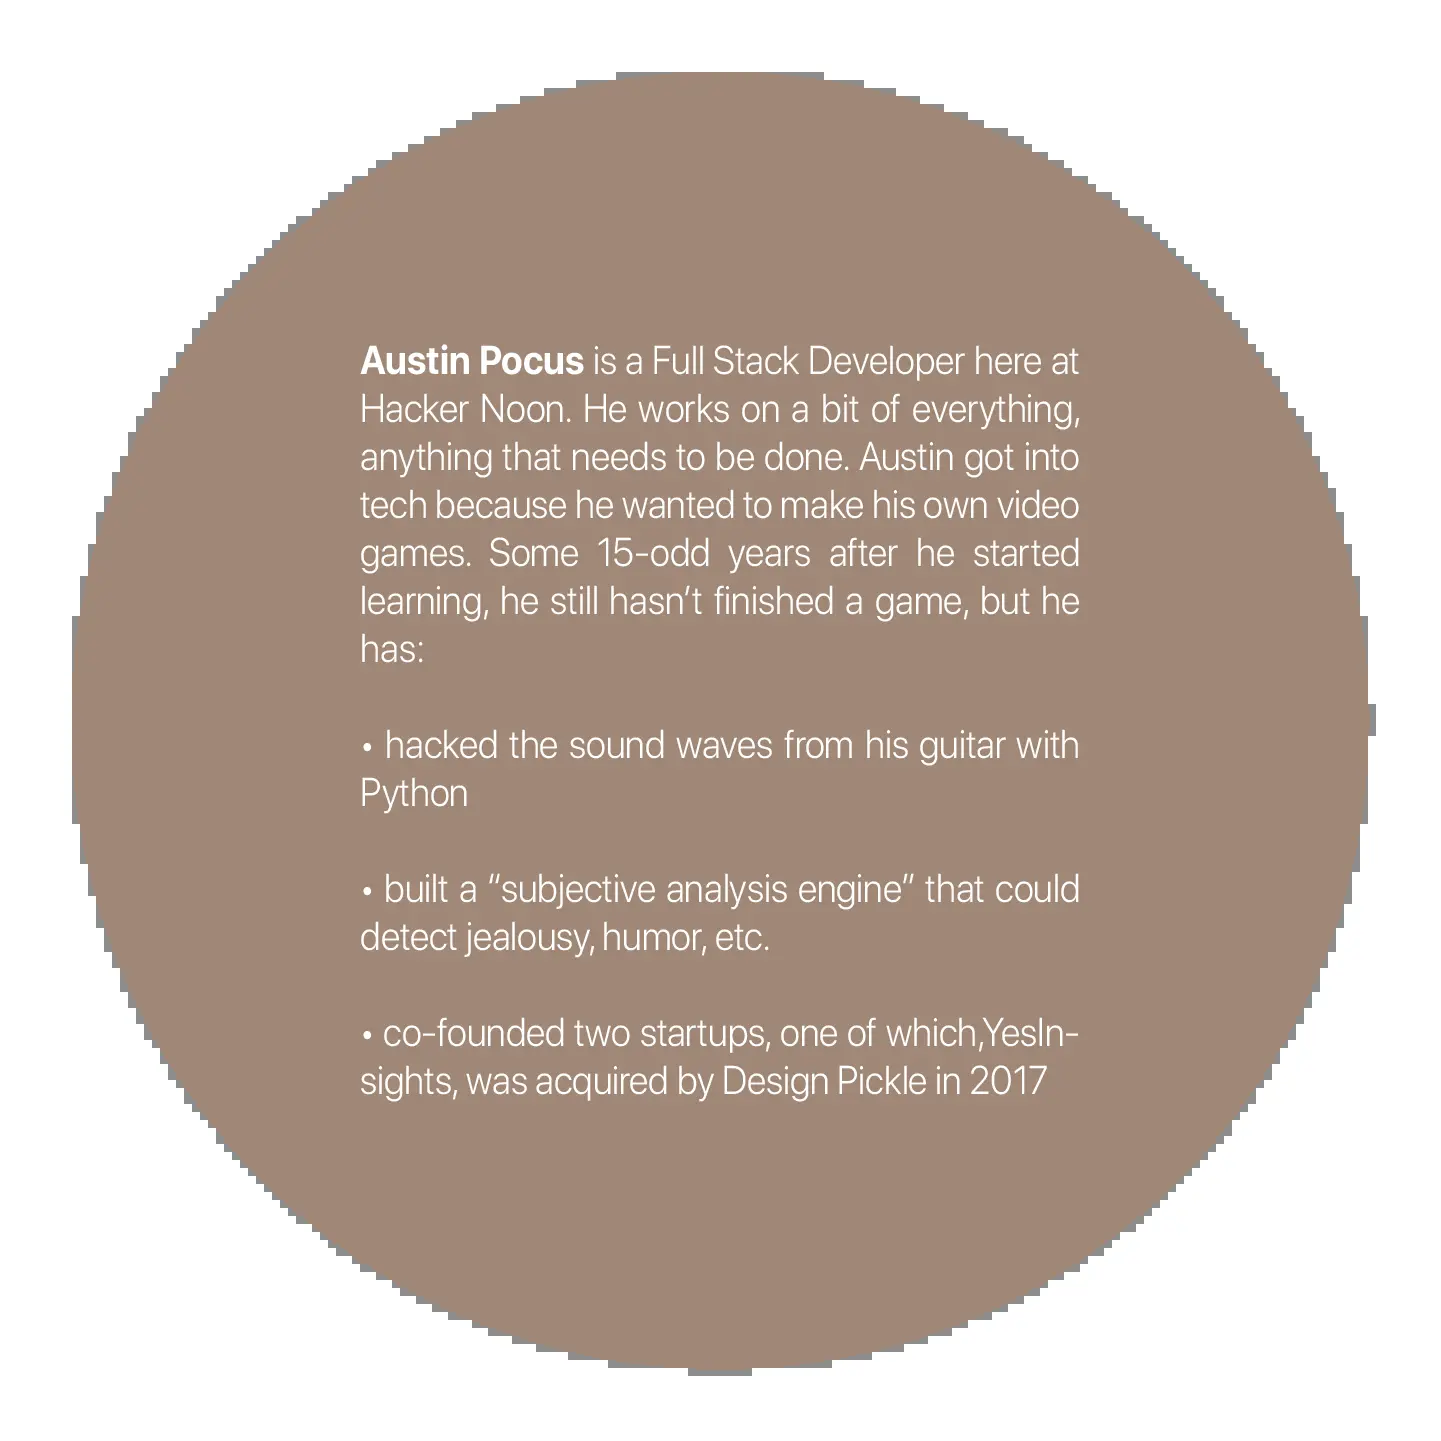 Austin Pocus is a Full Stack Developer here at
Hacker Noon. He works on a bit of everything,
anything that needs to be done. Austin got into
tech because he wanted to make his own video
games. Some 15-odd years after he started
learning, he still hasn’t finished a game, but he
has:
• hacked the sound waves from his guitar with
Python
• built a “subjective analysis engine” that could
detect jealousy, humor, etc.
• co-founded two startups, one of which,YesIn-
sights, was acquired by Design Pickle in 2017